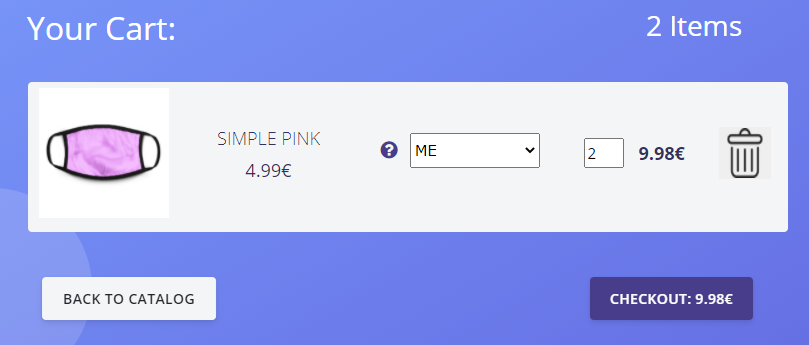 Your Cart:
2 Items
SIMPLE PINK
4.99€
?
ME
2
9.98€
BACK TO CATALOG
CHECKOUT: 9.98€